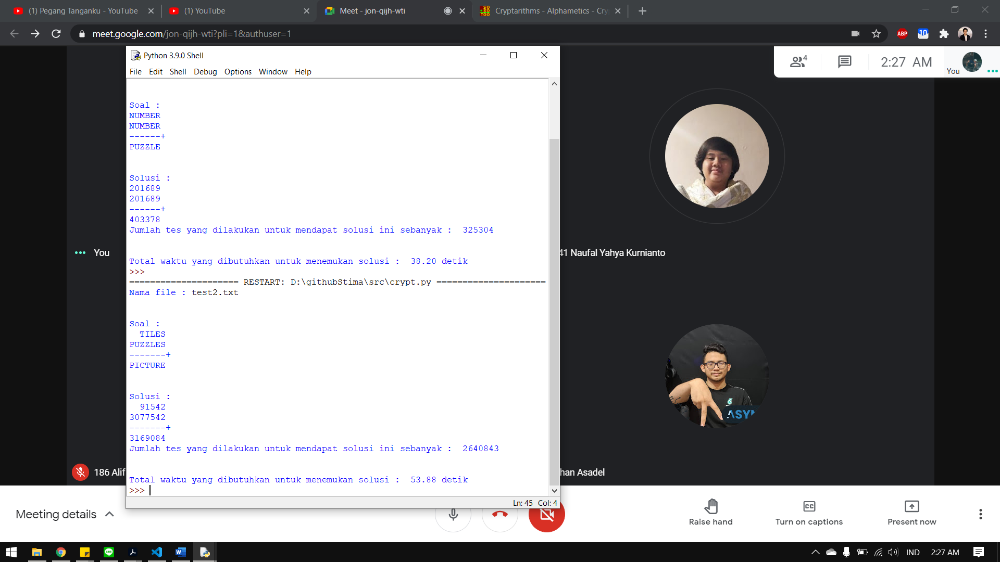 (1) Pegang Tanganku - YouTube
(1) YouTube
Meet - jon-qijh-wti
Cryptarithms - Alphametics - Cry
meet.google.com/jon-qijh-wti?pli=1&authuser=1
ABP
10
Python 3.9.0 Shell
File Edit Shell Debug Options Window Help
4
2:27 AM
You
Soal :
NUMBER
NUMBER
------+
PUZZLE
Solusi :
201689
201689
------+
403378
Jumlah tes yang dilakukan untuk mendapat solusi ini sebanyak : 325304
Total waktu yang dibutuhkan untuk menemukan solusi : 38.20 detik
>>>
===================== RESTART: D:\githubStima\src\crypt.py =====================
Nama file : test2.txt
Soal :
  TILES
PUZZLES
-------+
PICTURE
Solusi :
  91542
3077542
-------+
3169084
Jumlah tes yang dilakukan untuk mendapat solusi ini sebanyak : 2640843
Total waktu yang dibutuhkan untuk menemukan solusi : 53.88 detik
>>>
Ln: 45 Col: 4
You
41 Naufal Yahya Kurnianto
186 Alif
han Asadel
Meeting details
Raise hand
Turn on captions
Present now
IND
2:27 AM